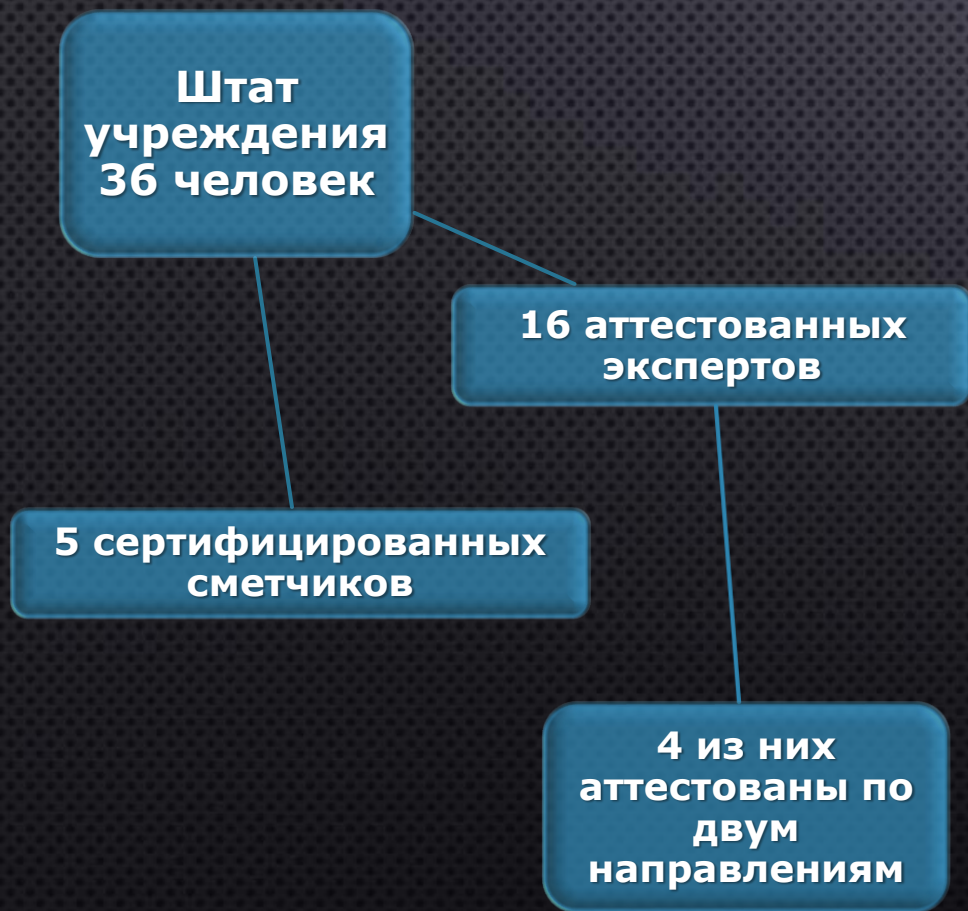 Штат
учреждения
36 человек
16 аттестованных
экспертов
5 сертифицированных
сметчиков
4 из них
аттестованы по
двум
направлениям